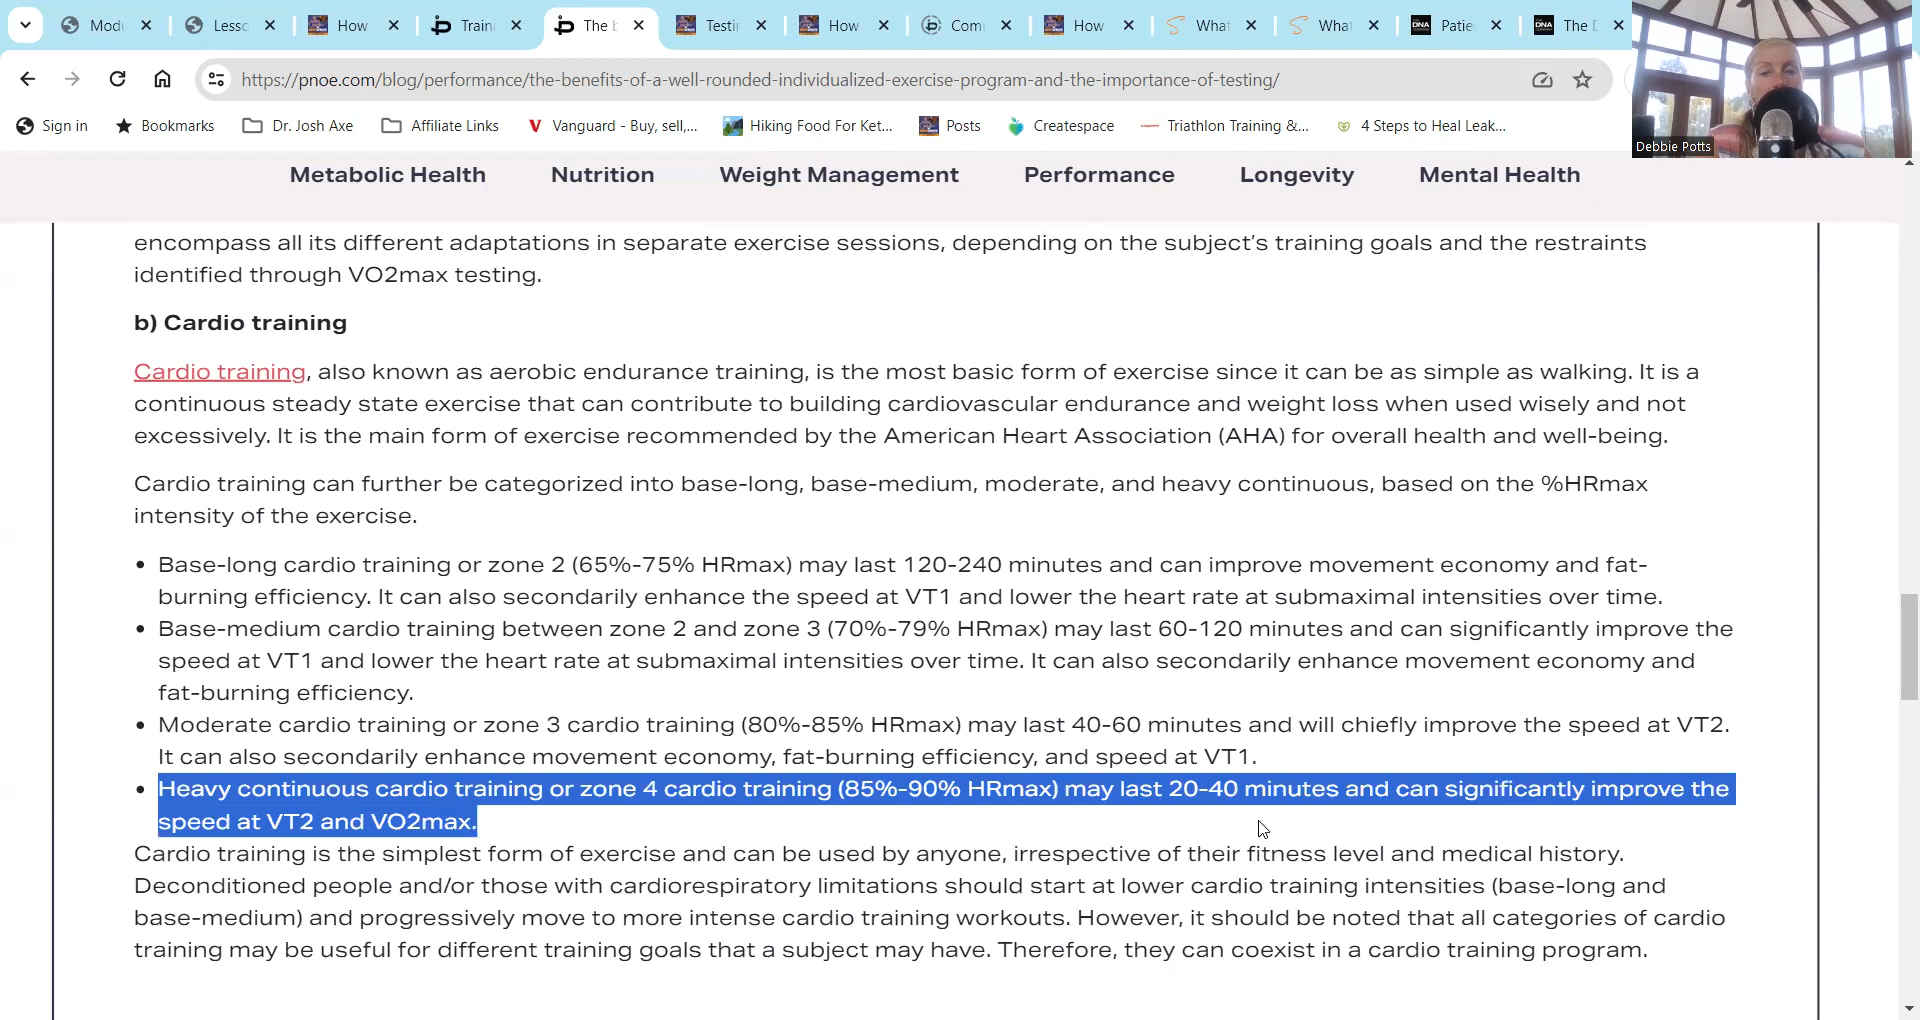 Modu
Lesso
How
Traini
The b
Testin
How
Com
How
What
What
Patie
The D
https://pnoe.com/blog/performance/the-benefits-of-a-well-rounded-individualized-exercise-program-and-the-importance-of-testing/
Sign in
Bookmarks
Dr. Josh Axe
Affiliate Links
Vanguard - Buy, sell,...
Hiking Food For Ket...
Posts
Createspace
Triathlon Training &...
4 Steps to Heal Leak...
Debbie Potts
Metabolic Health
Nutrition
Weight Management
Performance
Longevity
Mental Health
encompass all its different adaptations in separate exercise sessions, depending on the subject's training goals and the restraints
identified through VO2max testing.
b) Cardio training
Cardio training, also known as aerobic endurance training, is the most basic form of exercise since it can be as simple as walking. It is a
continuous steady state exercise that can contribute to building cardiovascular endurance and weight loss when used wisely and not
excessively. It is the main form of exercise recommended by the American Heart Association (AHA) for overall health and well-being.
Cardio training can further be categorized into base-long, base-medium, moderate, and heavy continuous, based on the %HRmax
intensity of the exercise.
• Base-long cardio training or zone 2 (65%-75% HRmax) may last 120-240 minutes and can improve movement economy and fat-
burning efficiency. It can also secondarily enhance the speed at VT1 and lower the heart rate at submaximal intensities over time.
• Base-medium cardio training between zone 2 and zone 3 (70%-79% HRmax) may last 60-120 minutes and can significantly improve the
speed at VT1 and lower the heart rate at submaximal intensities over time. It can also secondarily enhance movement economy and
fat-burning efficiency.
• Moderate cardio training or zone 3 cardio training (80%-85% HRmax) may last 40-60 minutes and will chiefly improve the speed at VT2.
It can also secondarily enhance movement economy, fat-burning efficiency, and speed at VT1.
• Heavy continuous cardio training or zone 4 cardio training (85%-90% HRmax) may last 20-40 minutes and can significantly improve the
speed at VT2 and VO2max.
Cardio training is the simplest form of exercise and can be used by anyone, irrespective of their fitness level and medical history.
Deconditioned people and/or those with cardiorespiratory limitations should start at lower cardio training intensities (base-long and
base-medium) and progressively move to more intense cardio training workouts. However, it should be noted that all categories of cardio
training may be useful for different training goals that a subject may have. Therefore, they can coexist in a cardio training program.